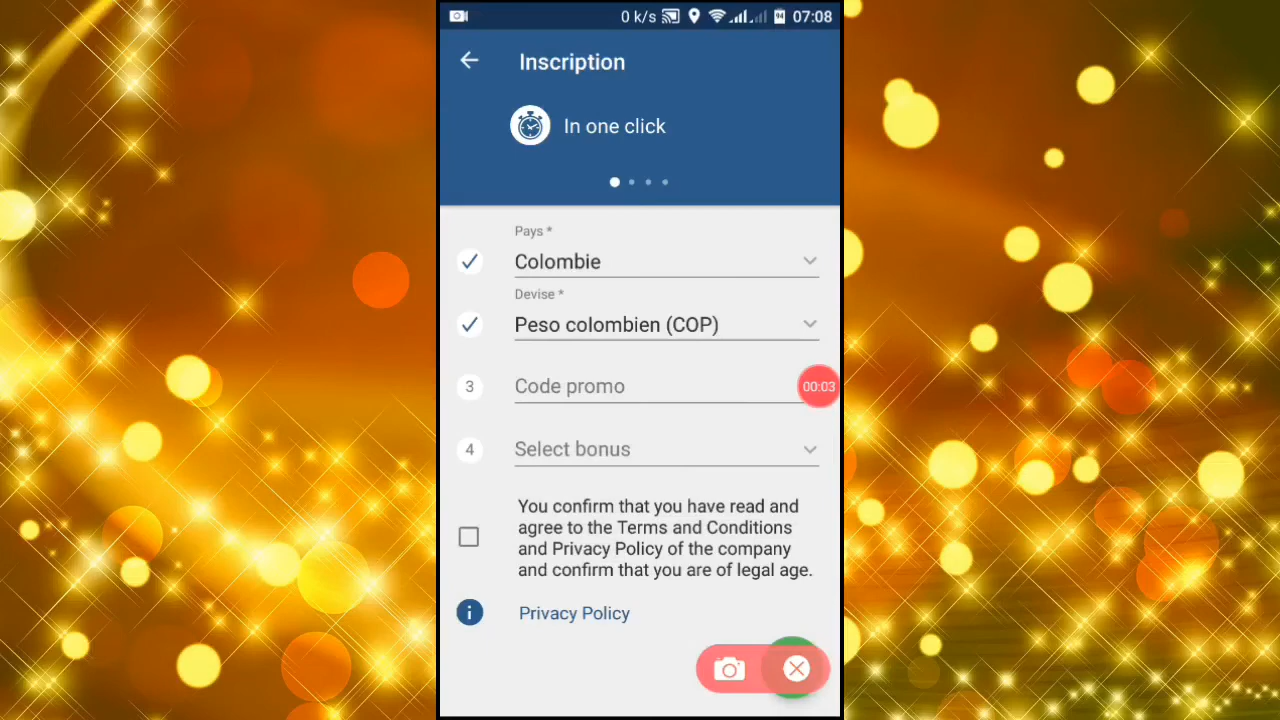 0 k/s 94 07:08
Inscription
In one click
Pays *
Colombie
Devise *
Peso colombien (COP)
3 Code promo 00:03
4 Select bonus
You confirm that you have read and
agree to the Terms and Conditions
and Privacy Policy of the company
and confirm that you are of legal age.
i Privacy Policy